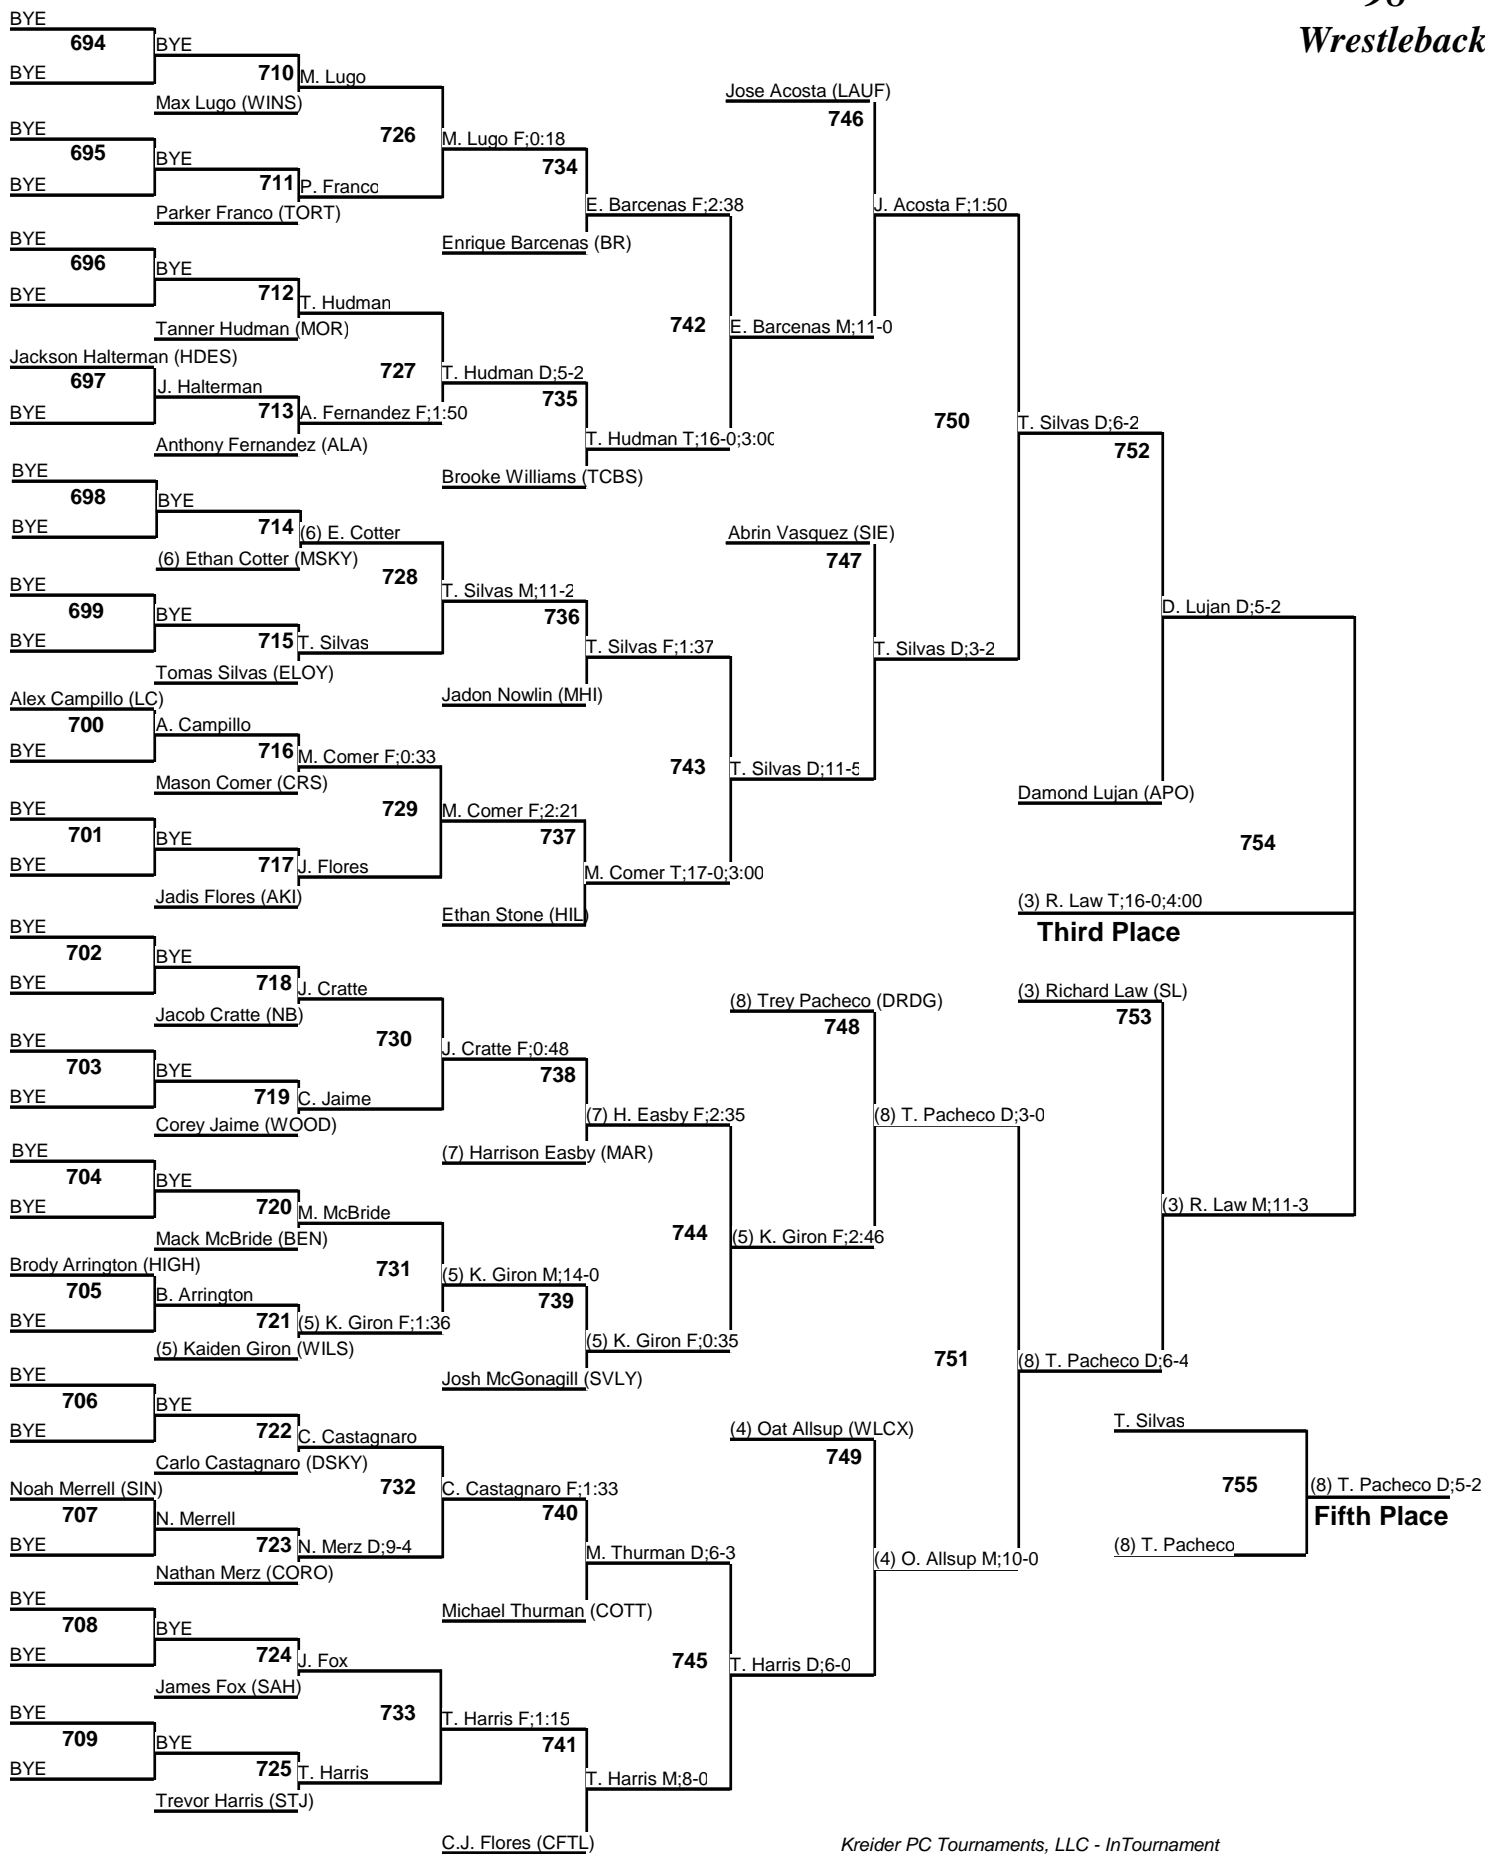 Wrestleback
BYE
694
BYE
BYE
710
M. Lugo
Max Lugo (WINS)
Jose Acosta (LAUF)
746
BYE
726
M. Lugo F;0:18
695
BYE
734
BYE
711
P. Franco
Parker Franco (TORT)
E. Barcenas F;2:38
J. Acosta F;1:50
BYE
Enrique Barcenas (BR)
696
BYE
BYE
712
T. Hudman
Tanner Hudman (MOR)
742
E. Barcenas M;11-0
Jackson Halterman (HDES)
697
J. Halterman
727
T. Hudman D;5-2
BYE
713
A. Fernandez F;1:50
735
750
T. Silvas D;6-2
Anthony Fernandez (ALA)
T. Hudman T;16-0;3:00
752
BYE
Brooke Williams (TCBS)
698
BYE
BYE
714
(6) E. Cotter
Abrin Vasquez (SIE)
(6) Ethan Cotter (MSKY)
747
BYE
728
T. Silvas M;11-2
699
BYE
736
D. Lujan D;5-2
BYE
715
T. Silvas
T. Silvas F;1:37
T. Silvas D;3-2
Tomas Silvas (ELOY)
Alex Campillo (LC)
Jadon Nowlin (MHI)
700
A. Campillo
BYE
716
M. Comer F;0:33
743
T. Silvas D;11-5
Mason Comer (CRS)
Damond Lujan (APO)
BYE
729
M. Comer F;2:21
701
BYE
737
754
BYE
717
J. Flores
M. Comer T;17-0;3:00
Jadis Flores (AKI)
(3) R. Law T;16-0;4:00
Ethan Stone (HIL)
Third Place
BYE
702
BYE
BYE
718
J. Cratte
(3) Richard Law (SL)
Jacob Cratte (NB)
(8) Trey Pacheco (DRDG)
753
748
BYE
730
J. Cratte F;0:48
703
BYE
738
BYE
719
C. Jaime
Corey Jaime (WOOD)
(7) H. Easby F;2:35
(8) T. Pacheco D;3-0
BYE
(7) Harrison Easby (MAR)
704
BYE
BYE
720
M. McBride
(3) R. Law M;11-3
Mack McBride (BEN)
744
(5) K. Giron F;2:46
Brody Arrington (HIGH)
731
(5) K. Giron M;14-0
705
B. Arrington
739
BYE
721
(5) K. Giron F;1:36
(5) Kaiden Giron (WILS)
(5) K. Giron F;0:35
751
(8) T. Pacheco D;6-4
BYE
Josh McGonagill (SVLY)
706
BYE
BYE
722
C. Castagnaro
(4) Oat Allsup (WLCX)
T. Silvas
Carlo Castagnaro (DSKY)
749
Noah Merrell (SIN)
732
C. Castagnaro F;1:33
755
(8) T. Pacheco D;5-2
707
N. Merrell
740
Fifth Place
BYE
723
N. Merz D;9-4
M. Thurman D;6-3
(4) O. Allsup M;10-0
(8) T. Pacheco
Nathan Merz (CORO)
BYE
Michael Thurman (COTT)
708
BYE
BYE
724
J. Fox
745
T. Harris D;6-0
James Fox (SAH)
BYE
733
T. Harris F;1:15
709
BYE
741
BYE
725
T. Harris
T. Harris M;8-0
Trevor Harris (STJ)
C.J. Flores (CFTL)
Kreider PC Tournaments, LLC - InTournament